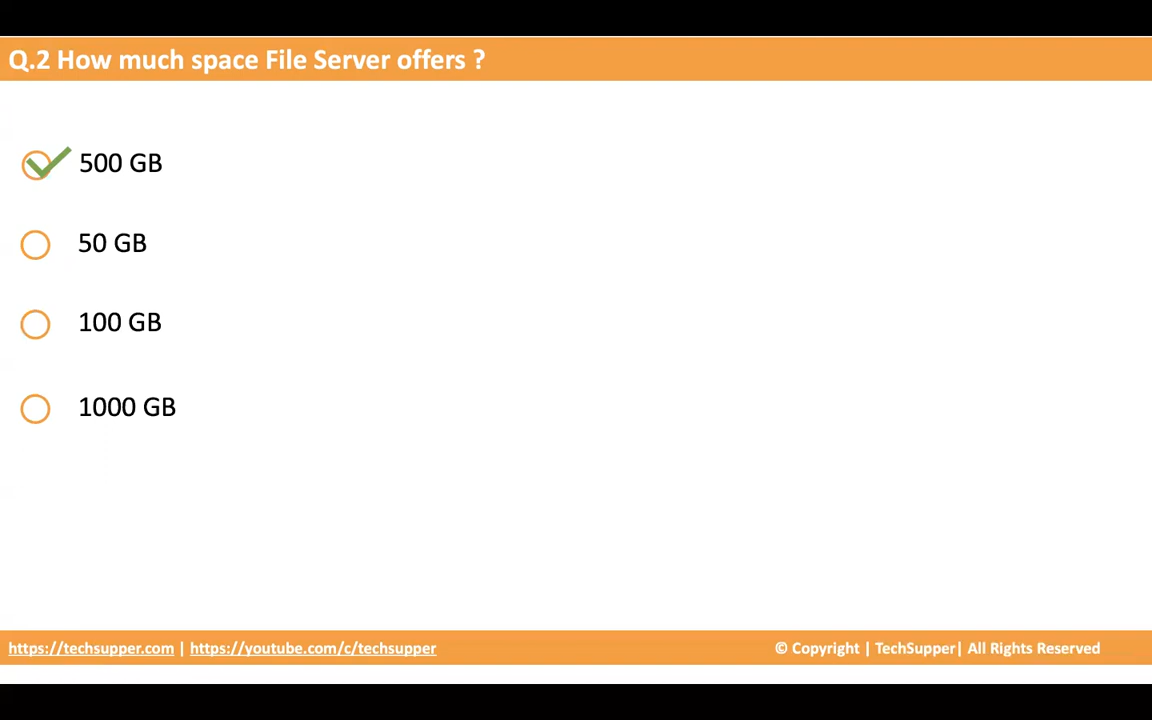 Q.2 How much space File Server offers ?
500 GB
50 GB
100 GB
1000 GB
https://techsupper.com | https://youtube.com/c/techsupper
© Copyright | TechSupper| All Rights Reserved